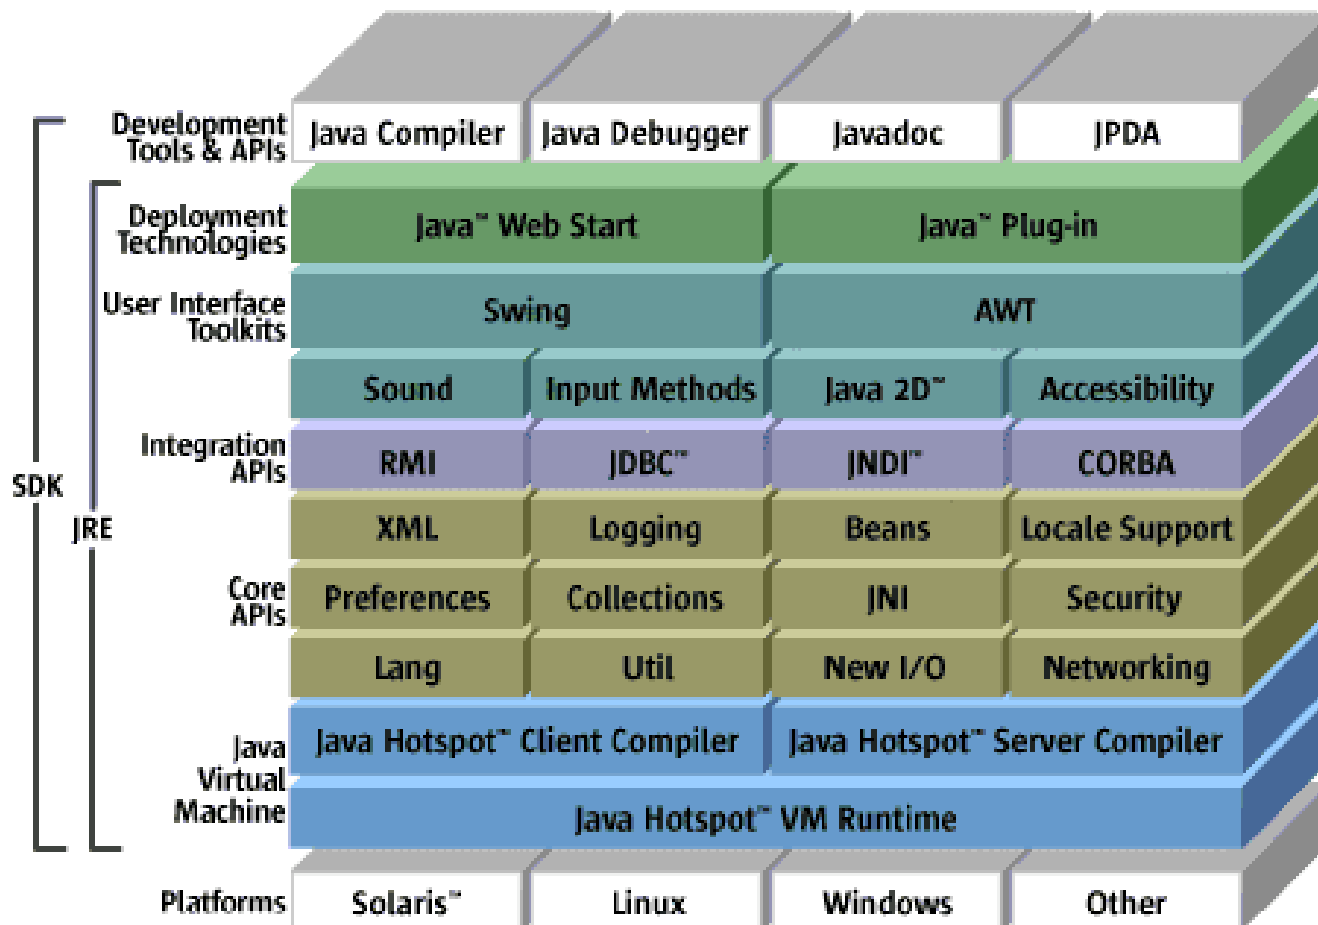 Development
Tools & APIs
Java Compiler
Java Debugger
Javadoc
JPDA
Deployment
Technologies
Java™ Web Start
Java™ Plug-in
User Interface
Toolkits
Swing
AWT
Sound
Input Methods
Java 2D™
Accessibility
Integration
APIs
RMI
JDBC™
JNDI™
CORBA
SDK
JRE
XML
Logging
Beans
Locale Support
Core
APIs
Preferences
Collections
JNI
Security
Lang
Util
New I/O
Networking
Java
Virtual
Machine
Java Hotspot™ Client Compiler
Java Hotspot™ Server Compiler
Java Hotspot™ VM Runtime
Platforms
Solaris™
Linux
Windows
Other